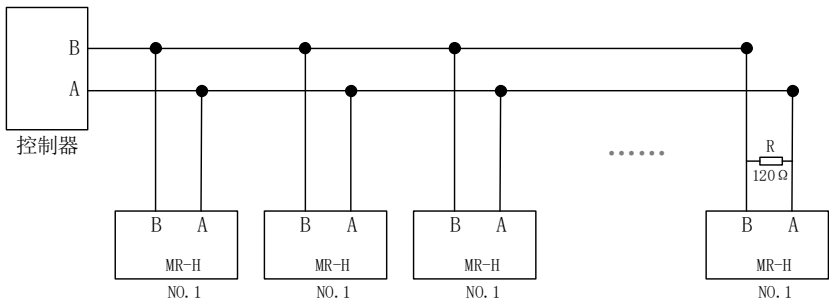 B
A
控制器
R
120Ω
B A
B A
B A
B A
MR-H
MR-H
MR-H
MR-H
NO.1
NO.1
NO.1
NO.1